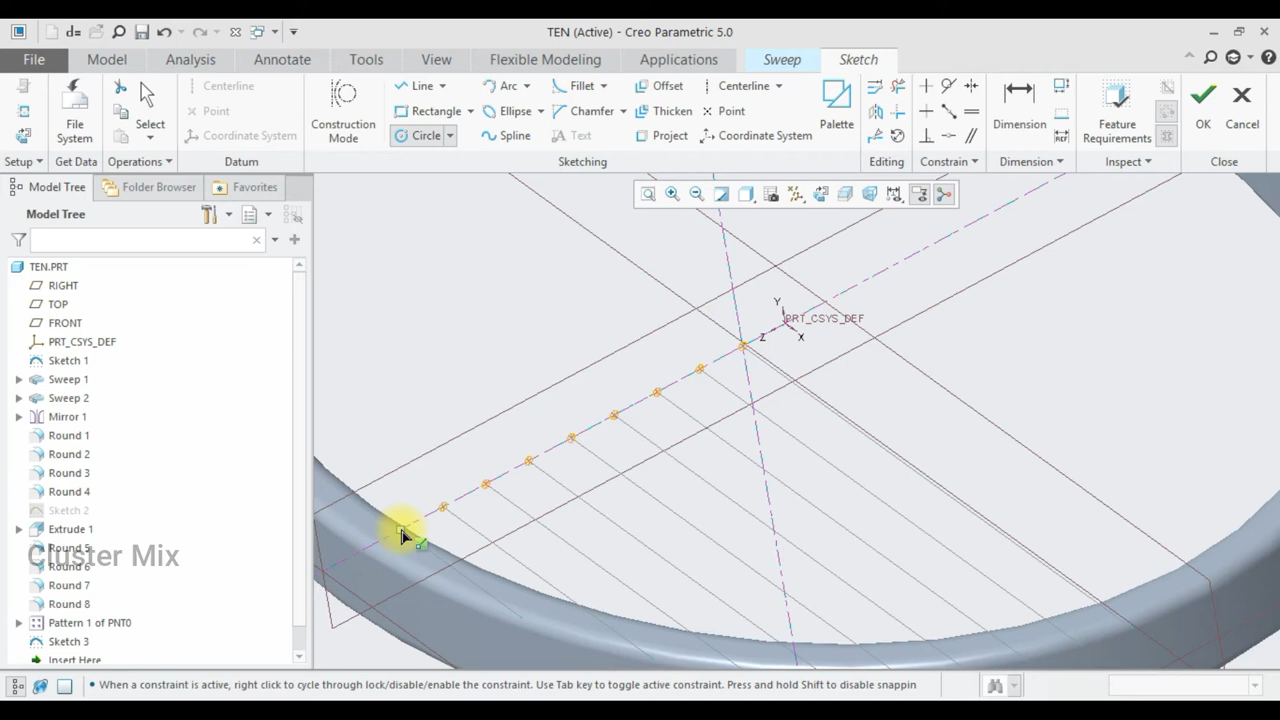 TEN (Active) - Creo Parametric 5.0
File Model Analysis Annotate Tools View Flexible Modeling Applications Sweep Sketch
File System
Select
Centerline
Point
Coordinate System
Construction Mode
Line Arc Fillet Offset Centerline
Rectangle Ellipse Chamfer Thicken Point
Circle Spline Text Project Coordinate System
Palette
Dimension
Feature Requirements
OK
Cancel
Setup Get Data Operations Datum Sketching Editing Constrain Dimension Inspect Close
Model Tree Folder Browser Favorites
Model Tree
TEN.PRT
RIGHT
TOP
FRONT
PRT_CSYS_DEF
Sketch 1
Sweep 1
Sweep 2
Mirror 1
Round 1
Round 2
Round 3
Round 4
Sketch 2
Extrude 1
Round 5
Cluster Mix
Round 6
Round 7
Round 8
Pattern 1 of PNT0
Sketch 3
Insert Here
Y
PRT_CSYS_DEF
Z
X
• When a constraint is active, right click to cycle through lock/disable/enable the constraint. Use Tab key to toggle active constraint. Press and hold Shift to disable snappin